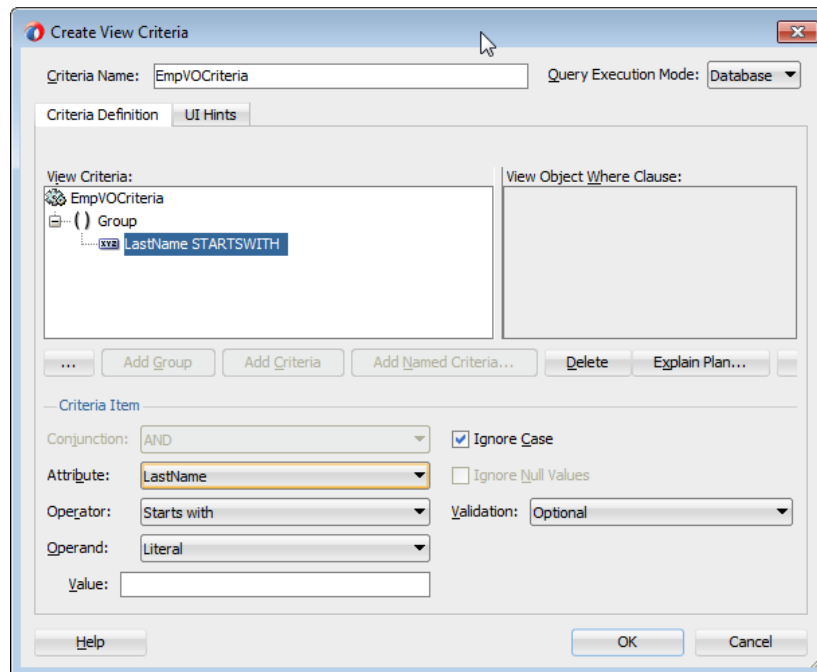 Create View Criteria
Criteria Name: EmpVOCriteria Query Execution Mode: Database
Criteria Definition UI Hints
View Criteria: View Object Where Clause:
EmpVOCriteria
( ) Group
xyz LastName STARTSWITH
... Add Group Add Criteria Add Named Criteria... Delete Explain Plan...
Criteria Item
Conjunction: AND Ignore Case
Attribute: LastName Ignore Null Values
Operator: Starts with Validation: Optional
Operand: Literal
Value:
Help OK Cancel